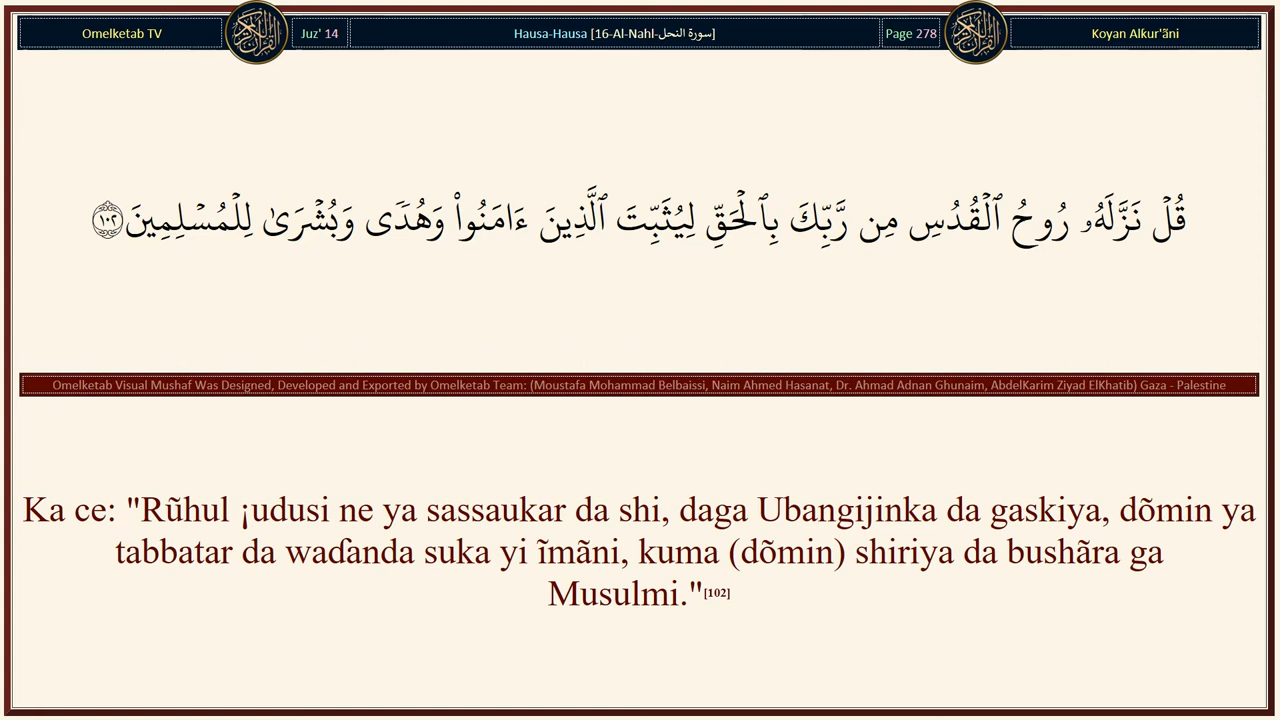 Omelketab TV
Juz' 14
Hausa-Hausa [16-Al-Nahl-سورة النحل]
Page 278
Koyan Alƙur'ãni
قُلۡ نَزَّلَهُۥ رُوحُ ٱلۡقُدُسِ مِن رَّبِّكَ بِٱلۡحَقِّ لِيُثَبِّتَ ٱلَّذِينَ ءَامَنُواْ وَهُدٗى وَبُشۡرَىٰ لِلۡمُسۡلِمِينَ ١٠٢
Omelketab Visual Mushaf Was Designed, Developed and Exported by Omelketab Team: (Moustafa Mohammad Belbaissi, Naim Ahmed Hasanat, Dr. Ahmad Adnan Ghunaim, AbdelKarim Ziyad ElKhatib) Gaza - Palestine
Ka ce: "Rũhul ¡udusi ne ya sassaukar da shi, daga Ubangijinka da gaskiya, dõmin ya
tabbatar da waɗanda suka yi ĩmãni, kuma (dõmin) shiriya da bushãra ga
Musulmi."[102]